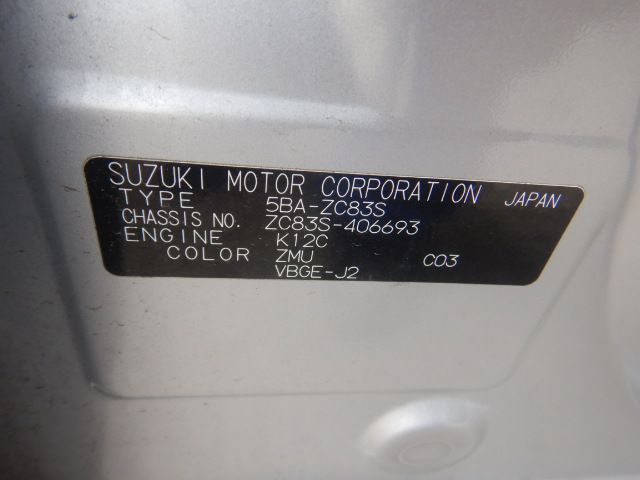 SUZUKI MOTOR CORPORATION JAPAN
TYPE 5BA-ZC83S
CHASSIS NO. ZC83S-406693
ENGINE K12C
COLOR ZMU C03
VBGE-J2